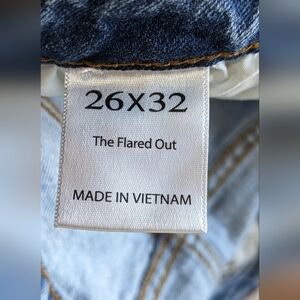 26X32
The Flared Out
MADE IN VIETNAM